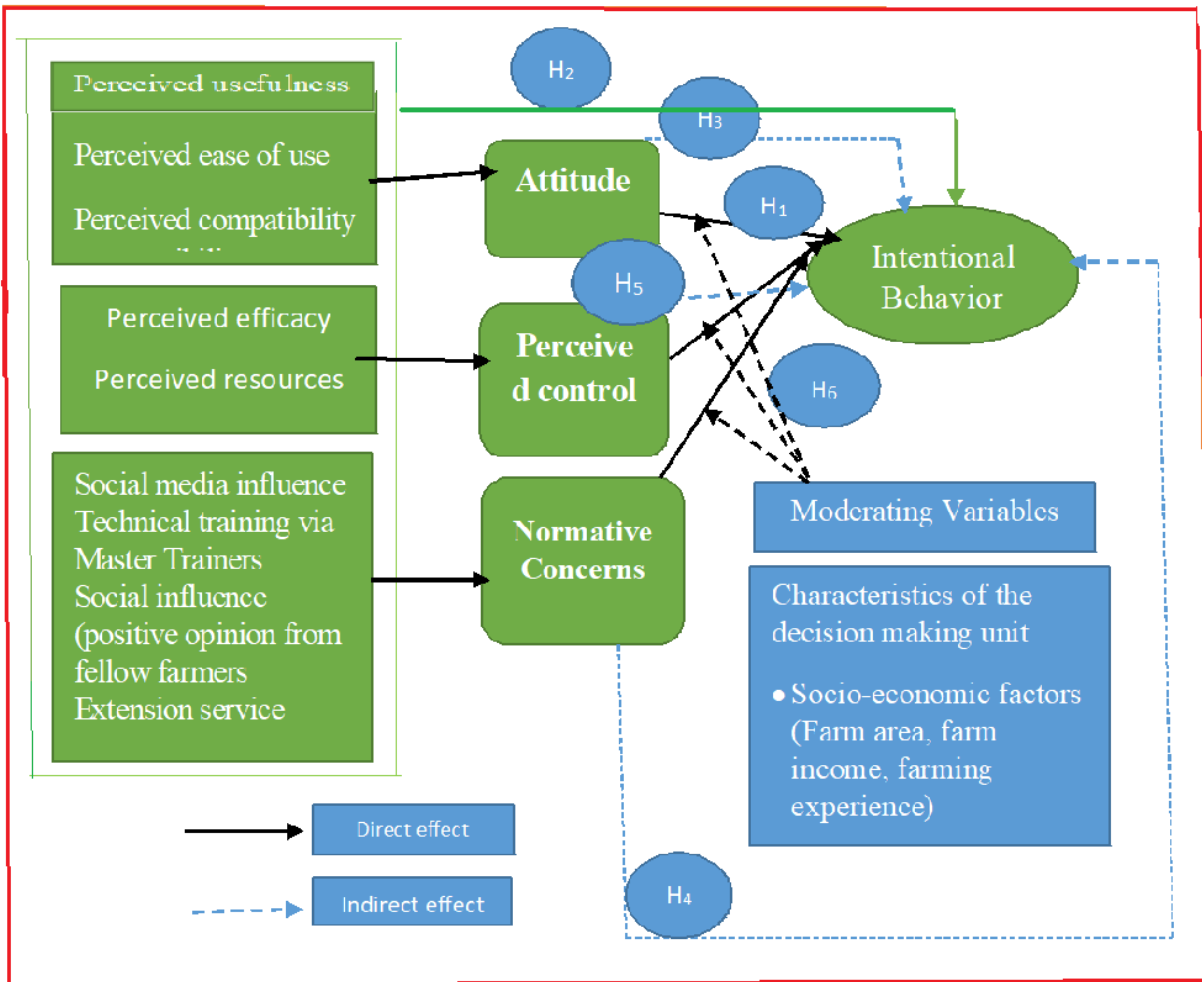 Perceived usefulness
Perceived ease of use
Perceived compatibility
Perceived efficacy
Perceived resources
Social media influence
Technical training via
Master Trainers
Social influence
(positive opinion from
fellow farmers
Extension service
Attitude
Perceive
d control
Normative
Concerns
H2
H3
H1
H5
H6
H4
Intentional
Behavior
Moderating Variables
Characteristics of the
decision making unit
• Socio-economic factors
(Farm area, farm
income, farming
experience)
Direct effect
Indirect effect